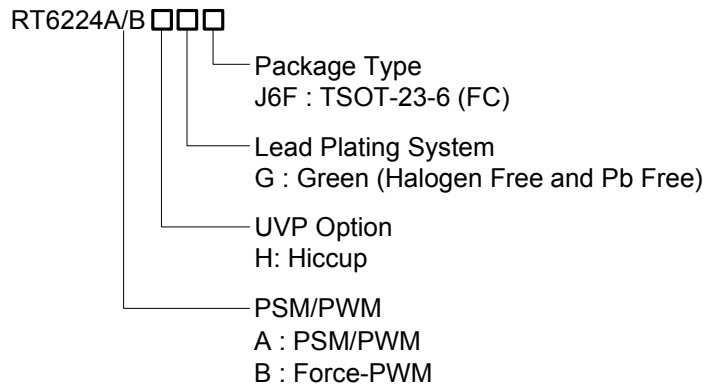 RT6224A/B
Package Type
J6F : TSOT-23-6 (FC)
Lead Plating System
G : Green (Halogen Free and Pb Free)
UVP Option
H: Hiccup
PSM/PWM
A : PSM/PWM
B : Force-PWM